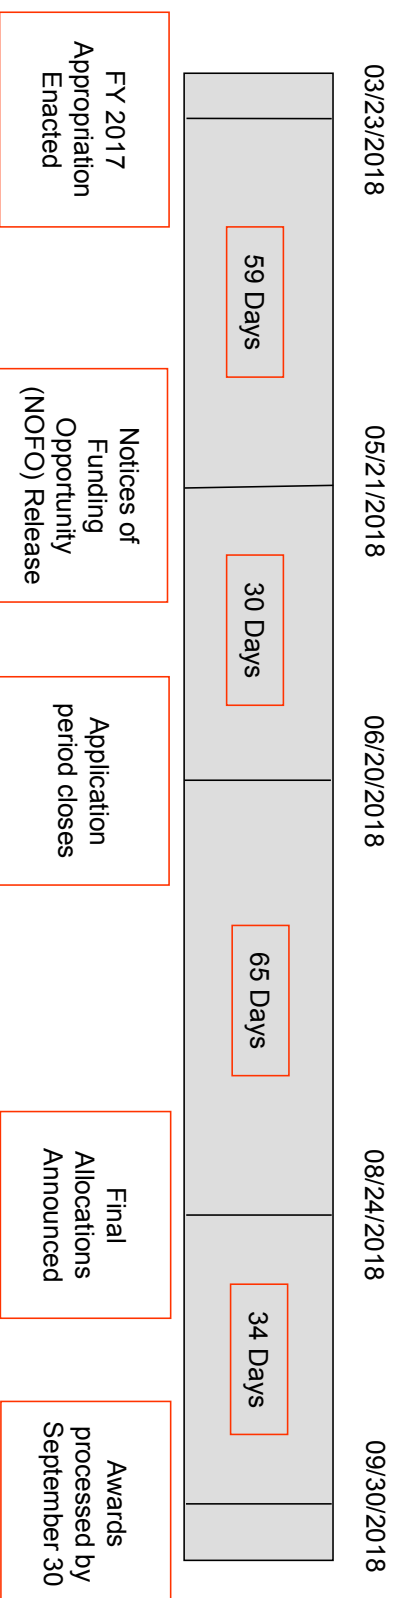 03/23/2018
05/21/2018
06/20/2018
08/24/2018
09/30/2018
59 Days
30 Days
65 Days
34 Days
FY 2017
Appropriation
Enacted
Notices of
Funding
Opportunity
(NOFO) Release
Application
period closes
Final
Allocations
Announced
Awards
processed by
September 30